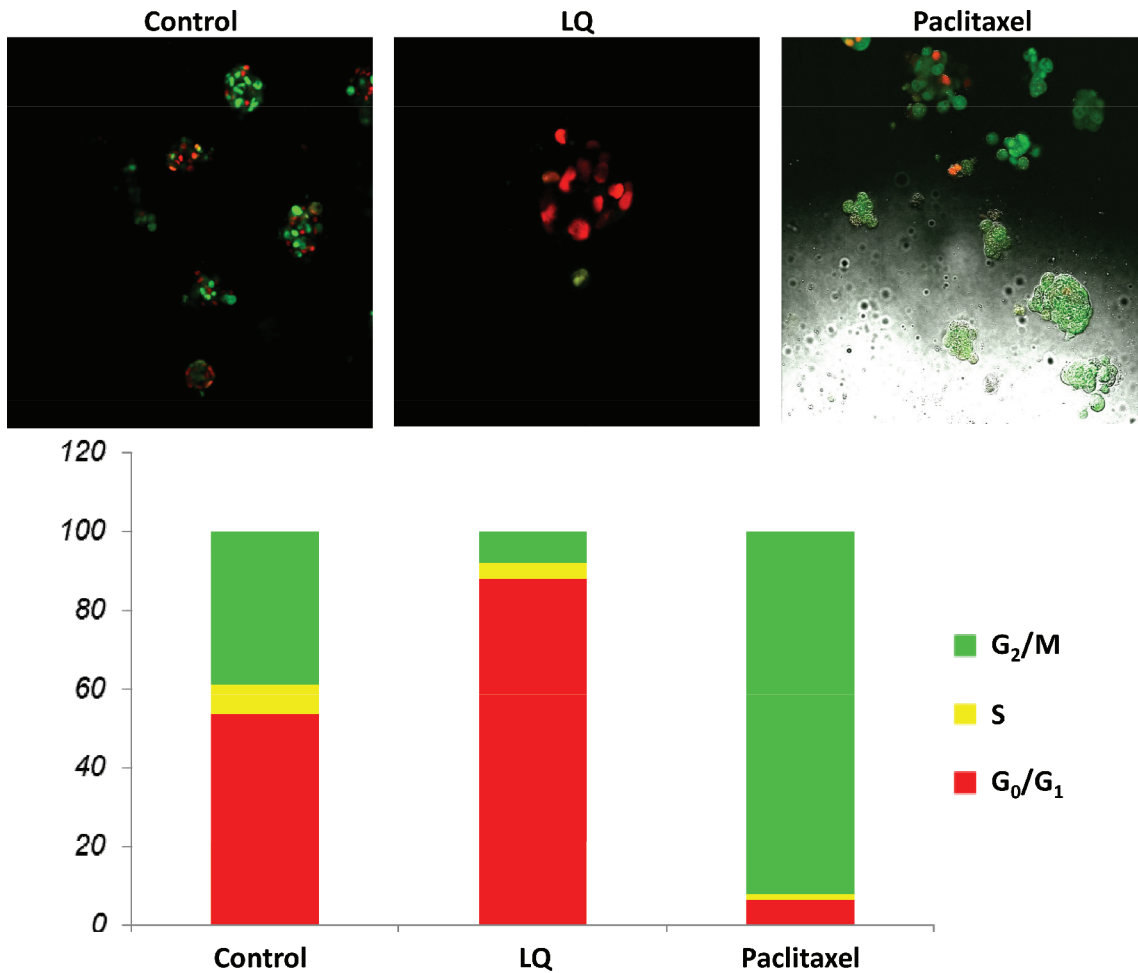 Control LQ Paclitaxel
120
100
80
60
40
20
0
G₂/M
S
G₀/G₁
Control LQ Paclitaxel